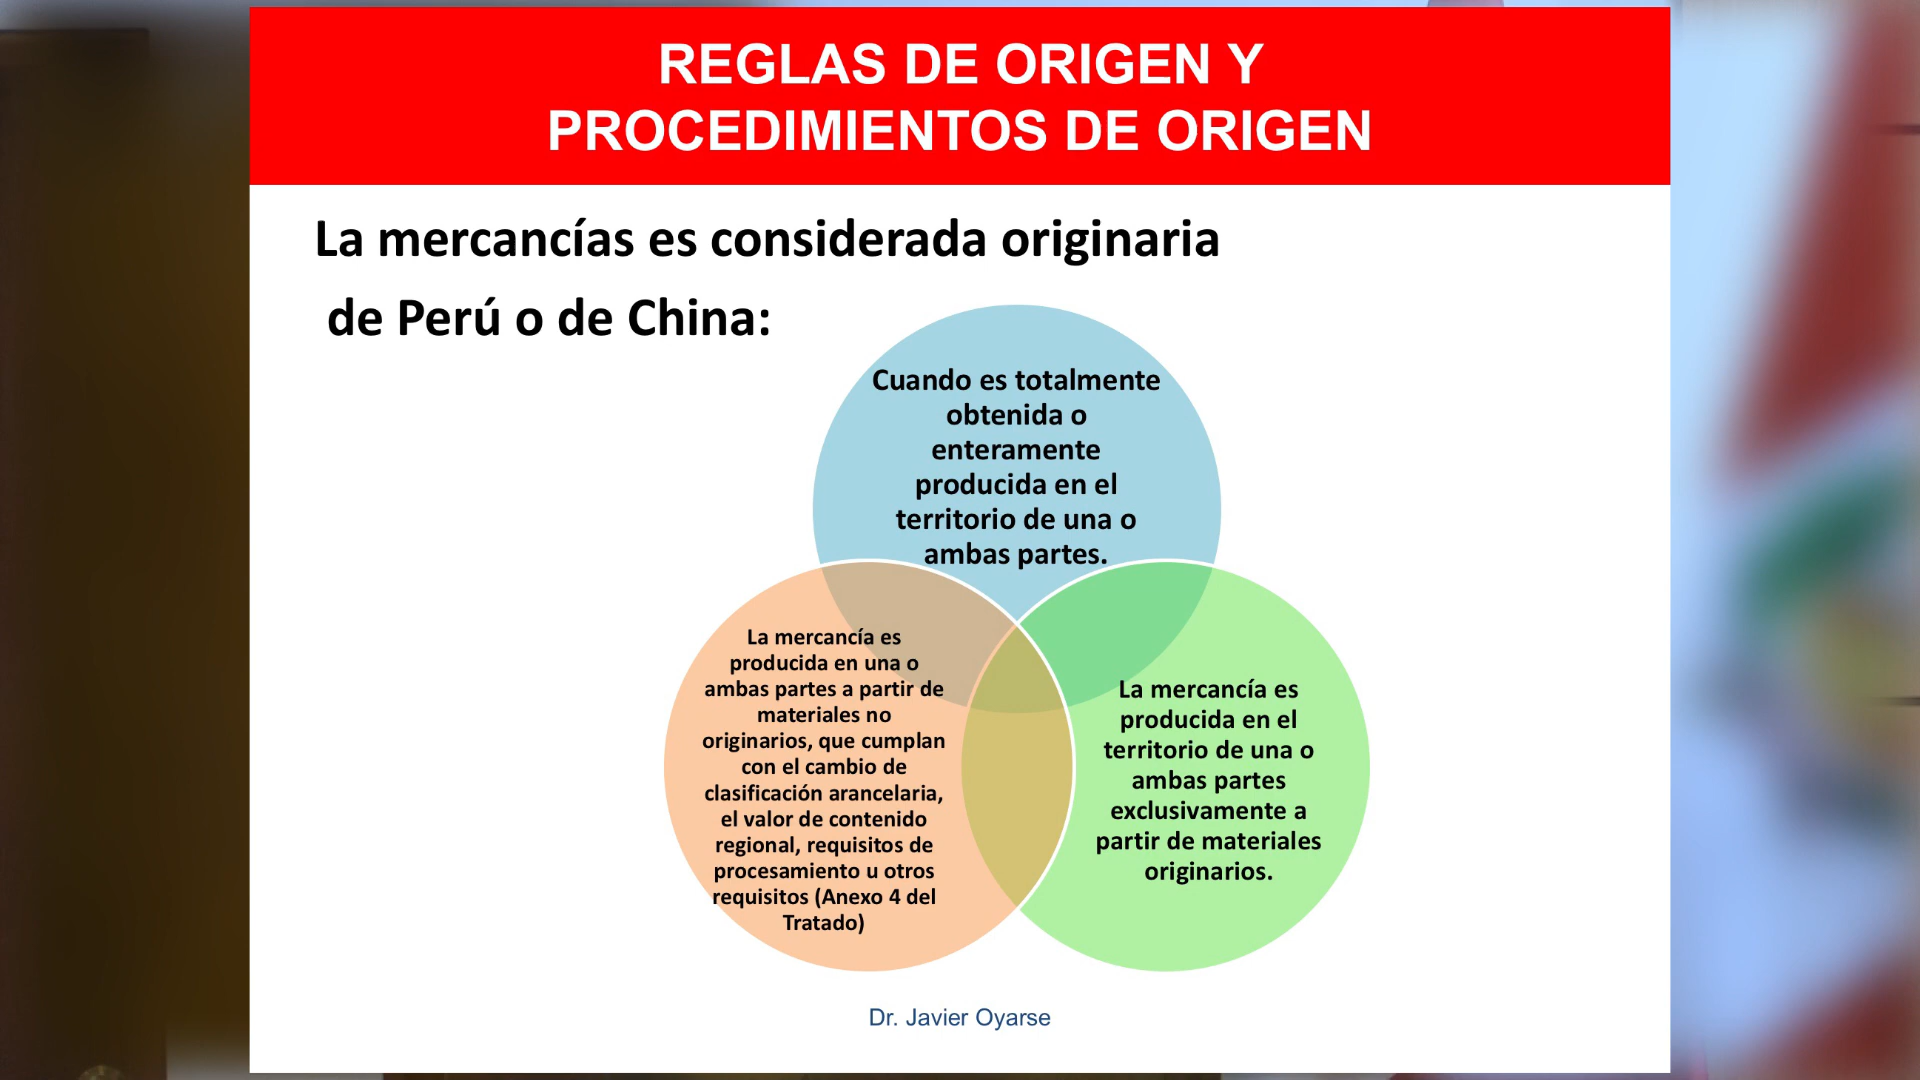 REGLAS DE ORIGEN Y
PROCEDIMIENTOS DE ORIGEN
La mercancías es considerada originaria
de Perú o de China:
Cuando es totalmente
obtenida o
enteramente
producida en el
territorio de una o
ambas partes.
La mercancía es
producida en una o
ambas partes a partir de
materiales no
originarios, que cumplan
con el cambio de
clasificación arancelaria,
el valor de contenido
regional, requisitos de
procesamiento u otros
requisitos (Anexo 4 del
Tratado)
La mercancía es
producida en el
territorio de una o
ambas partes
exclusivamente a
partir de materiales
originarios.
Dr. Javier Oyarse